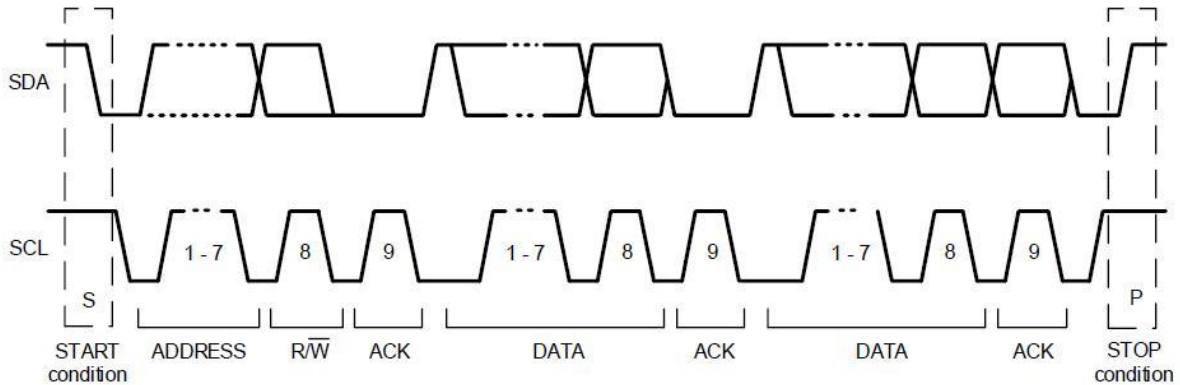 SDA
SCL
1 - 7 8 9 1 - 7 8 9 1 - 7 8 9
S P
START ADDRESS R/W̅ ACK DATA ACK DATA ACK STOP
condition condition